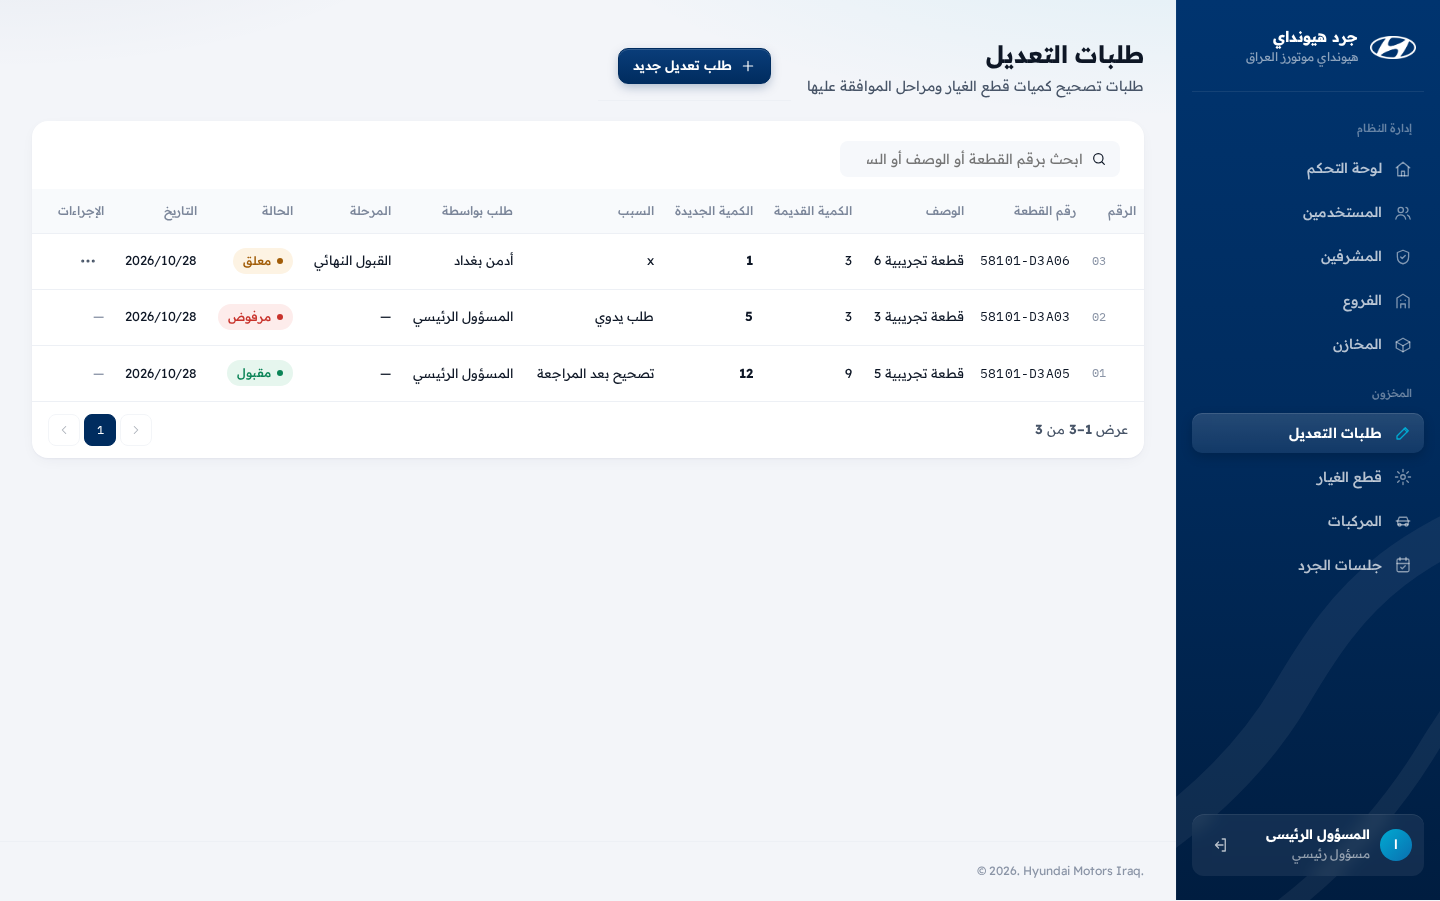 جرد هيونداي
هيونداي موتورز العراق
إدارة النظام
لوحة التحكم
المستخدمين
المشرفين
الفروع
المخازن
المخزون
طلبات التعديل
قطع الغيار
المركبات
جلسات الجرد
ا
المسؤول الرئيسي
مسؤول رئيسي
طلبات التعديل
طلبات تصحيح كميات قطع الغيار ومراحل الموافقة عليها
طلب تعديل جديد
ابحث برقم القطعة أو الوصف أو الس
الرقم رقم القطعة الوصف الكمية القديمة الكمية الجديدة السبب طلب بواسطة المرحلة الحالة التاريخ الإجراءات
03 58101-D3A06 قطعة تجريبية 6 3 1 x أدمن بغداد القبول النهائي معلق 2026/10/28 •••
02 58101-D3A03 قطعة تجريبية 3 3 5 طلب يدوي المسؤول الرئيسي — مرفوض 2026/10/28 —
01 58101-D3A05 قطعة تجريبية 5 9 12 تصحيح بعد المراجعة المسؤول الرئيسي — مقبول 2026/10/28 —
عرض 1–3 من 3
1
© 2026. Hyundai Motors Iraq.